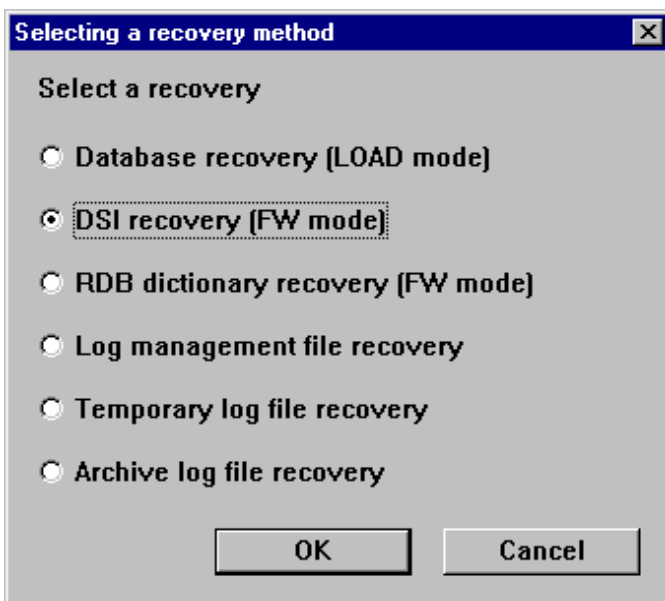 Selecting a recovery method
Select a recovery
Database recovery (LOAD mode)
DSI recovery (FW mode)
RDB dictionary recovery (FW mode)
Log management file recovery
Temporary log file recovery
Archive log file recovery
OK Cancel